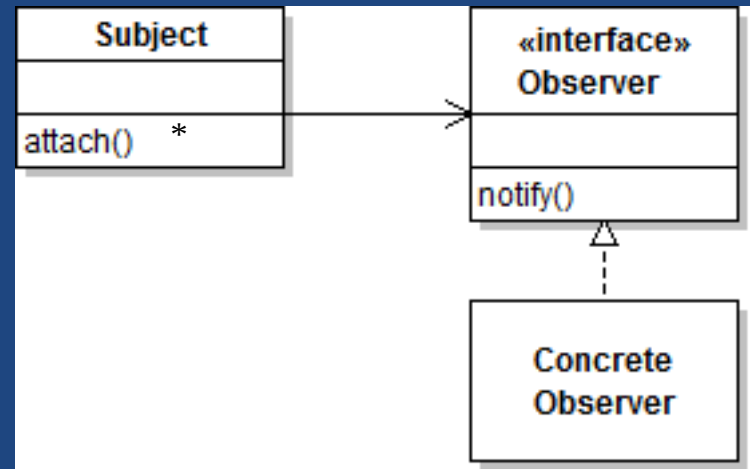 Subject
attach() *
«interface»
Observer
notify()
Concrete
Observer